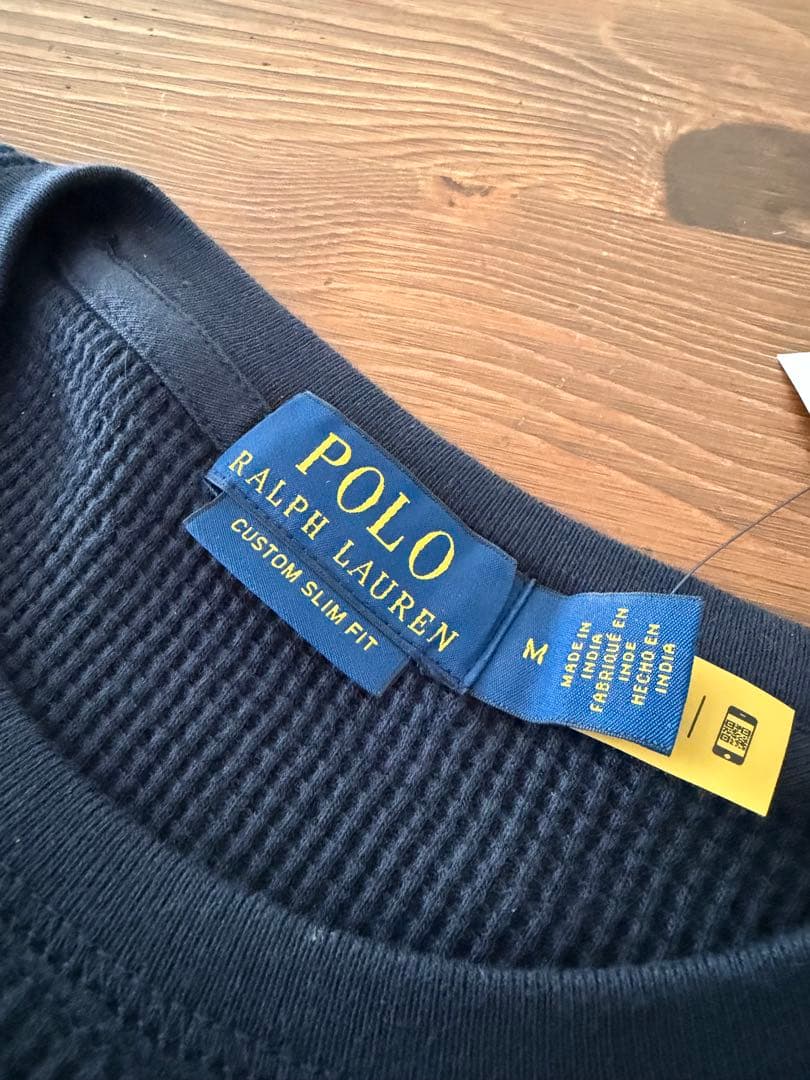 POLO
RALPH LAUREN
CUSTOM SLIM FIT
M
MADE IN
INDIA
FABRIQUÉ EN
INDE
HECHO EN
INDIA